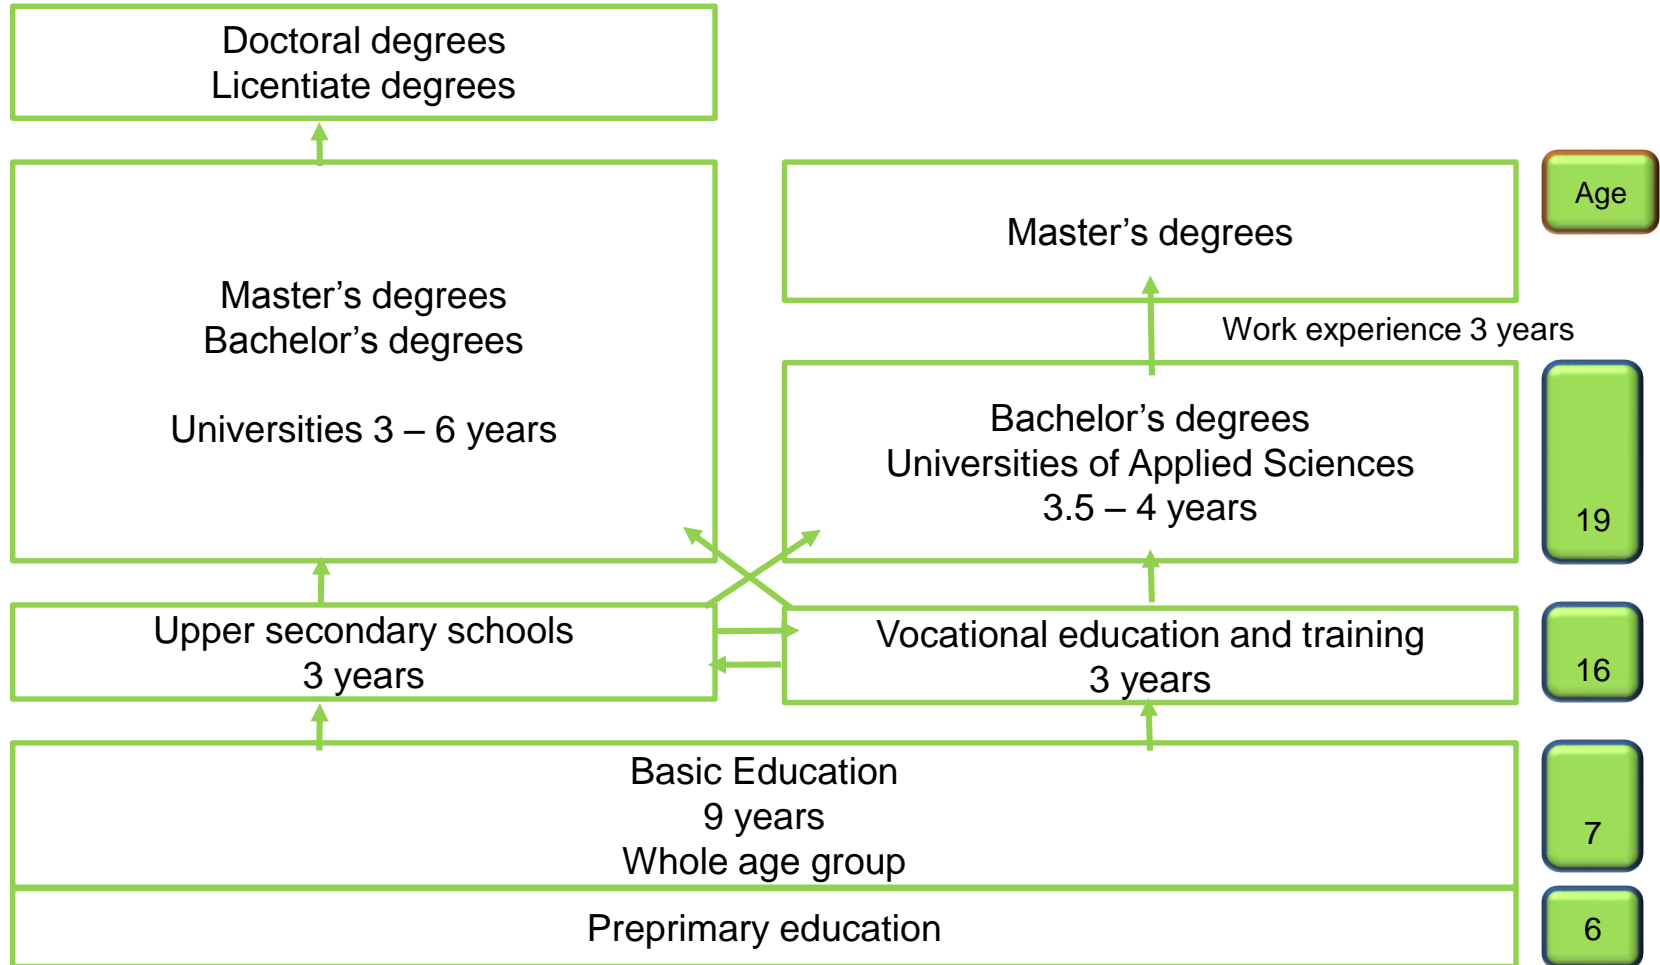 Doctoral degrees
Licentiate degrees
Age
Master’s degrees
Master’s degrees
Bachelor’s degrees
Universities 3 – 6 years
Work experience 3 years
Bachelor’s degrees
Universities of Applied Sciences
3.5 – 4 years
19
Upper secondary schools
3 years
Vocational education and training
3 years
16
Basic Education
9 years
Whole age group
7
Preprimary education
6